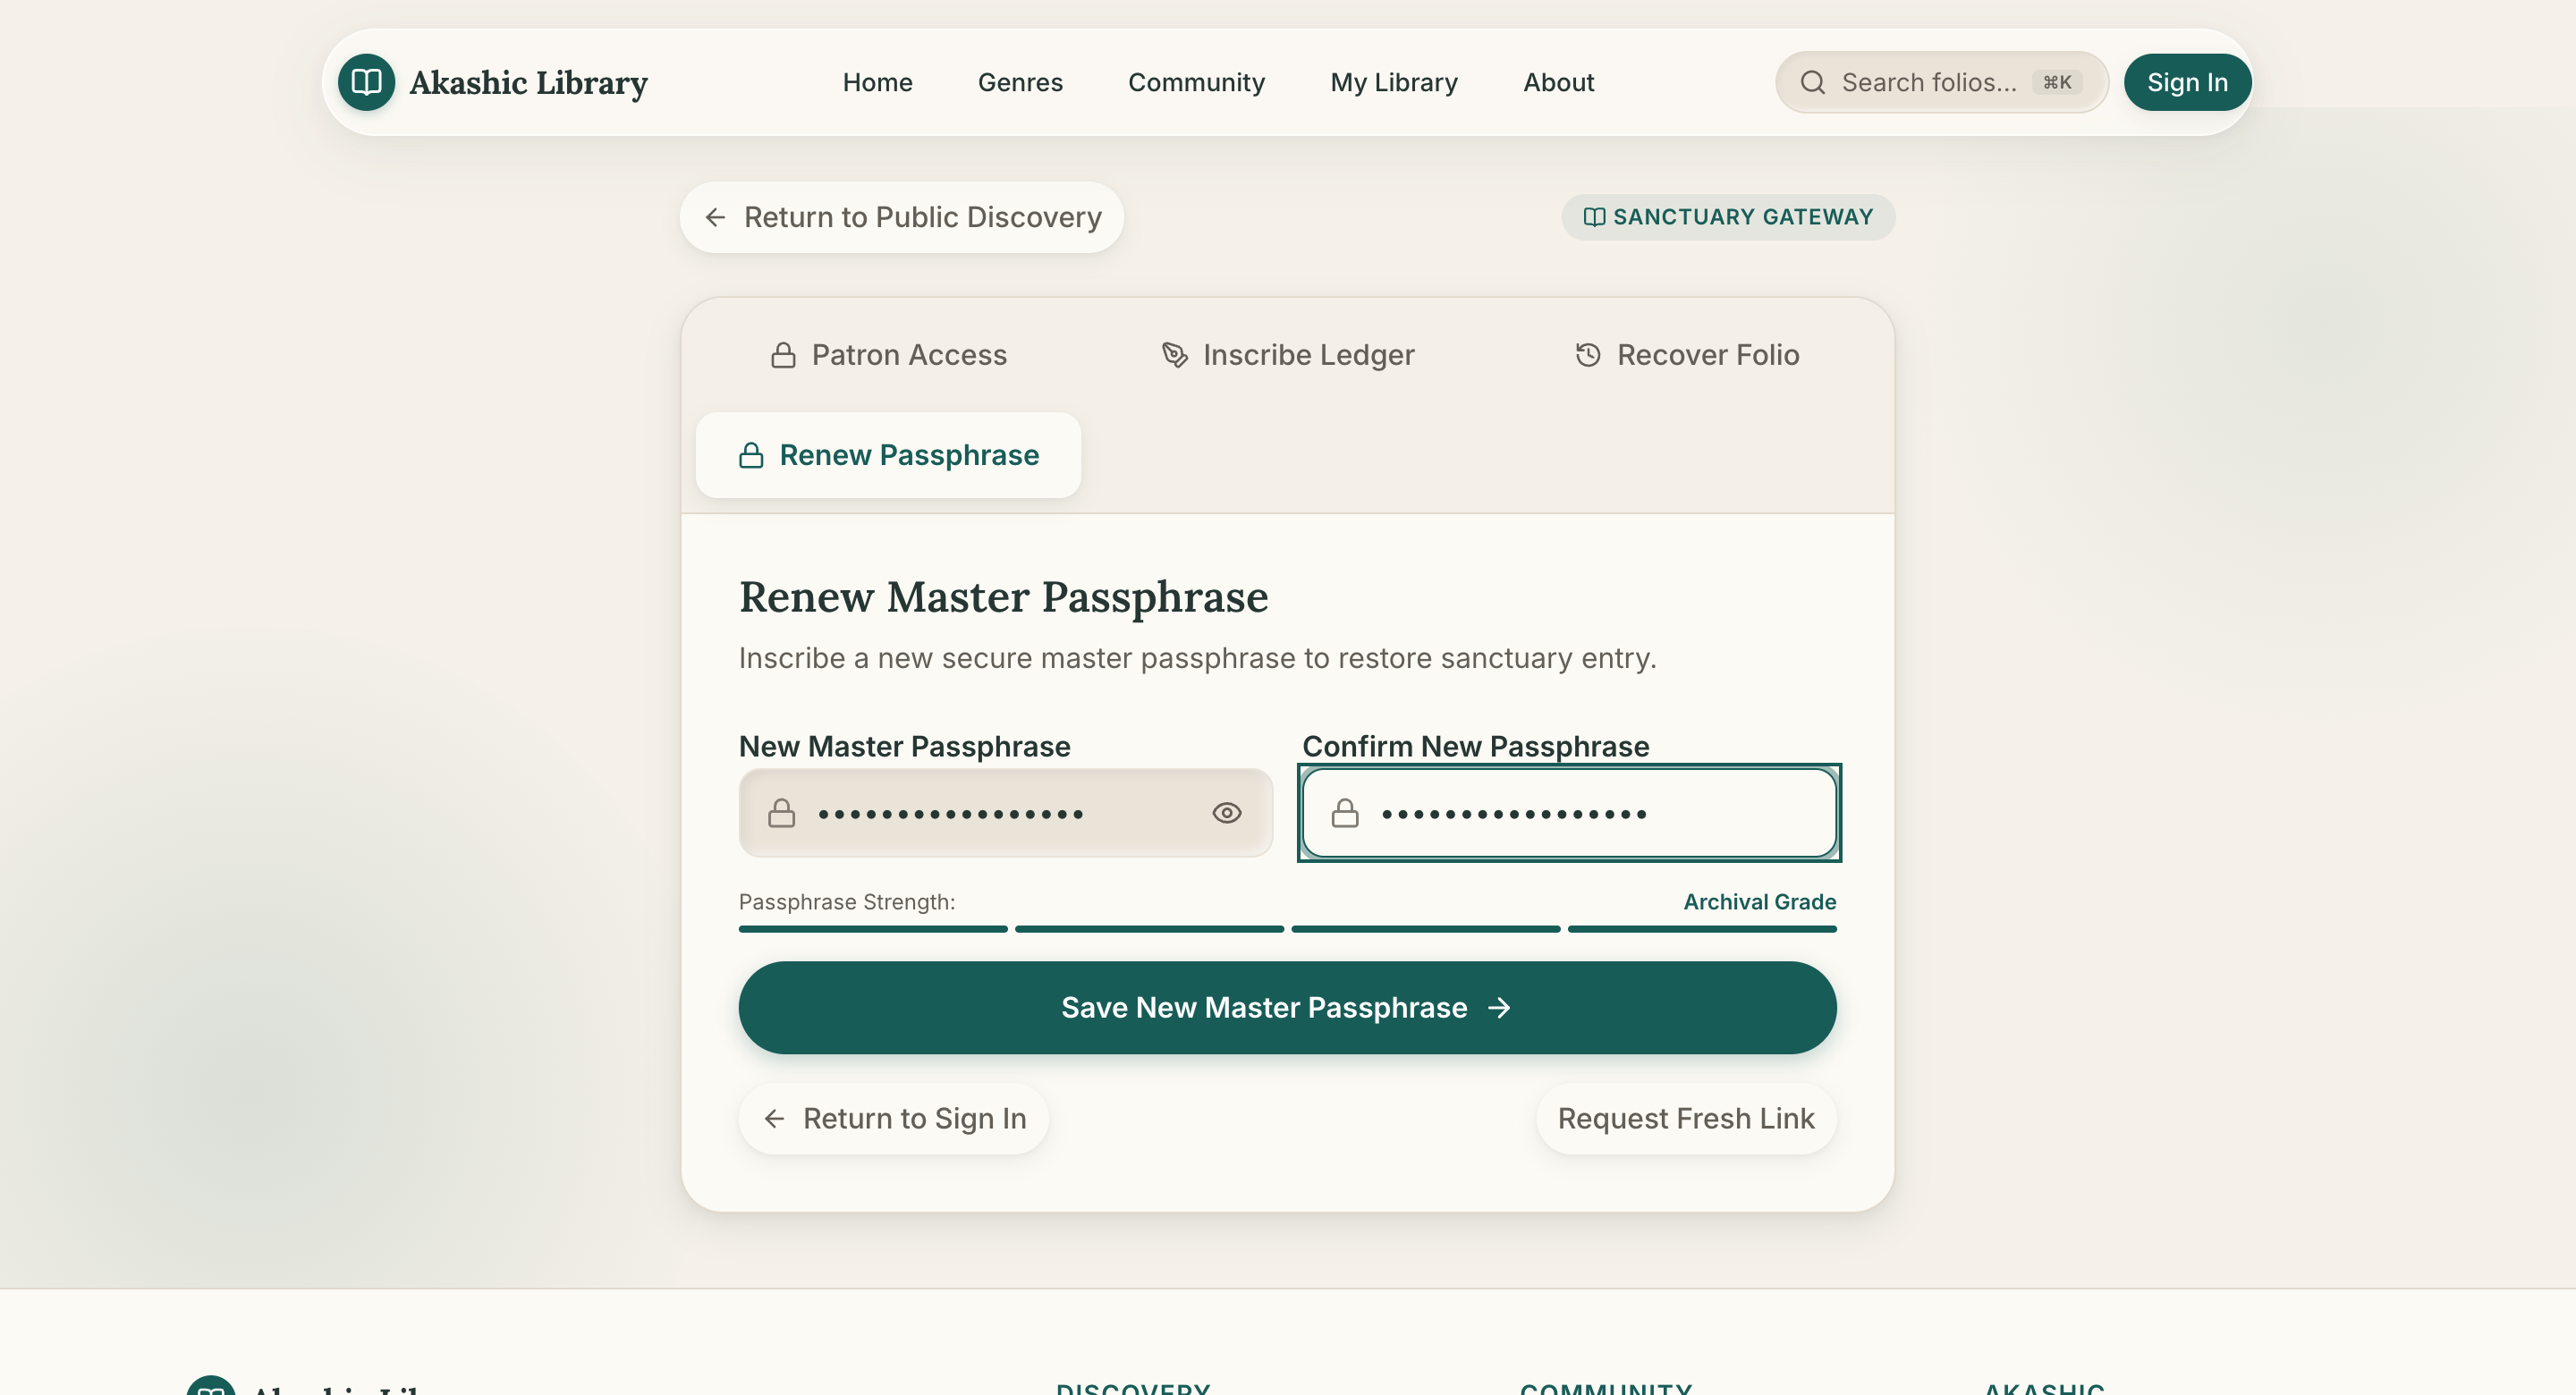 Akashic Library
Home
Genres
Community
My Library
About
Search folios...
⌘K
Sign In
Return to Public Discovery
SANCTUARY GATEWAY
Patron Access
Inscribe Ledger
Recover Folio
Renew Passphrase
Renew Master Passphrase
Inscribe a new secure master passphrase to restore sanctuary entry.
New Master Passphrase
Confirm New Passphrase
Passphrase Strength:
Archival Grade
Save New Master Passphrase
Return to Sign In
Request Fresh Link
DISCOVERY
COMMUNITY
AKASHIC